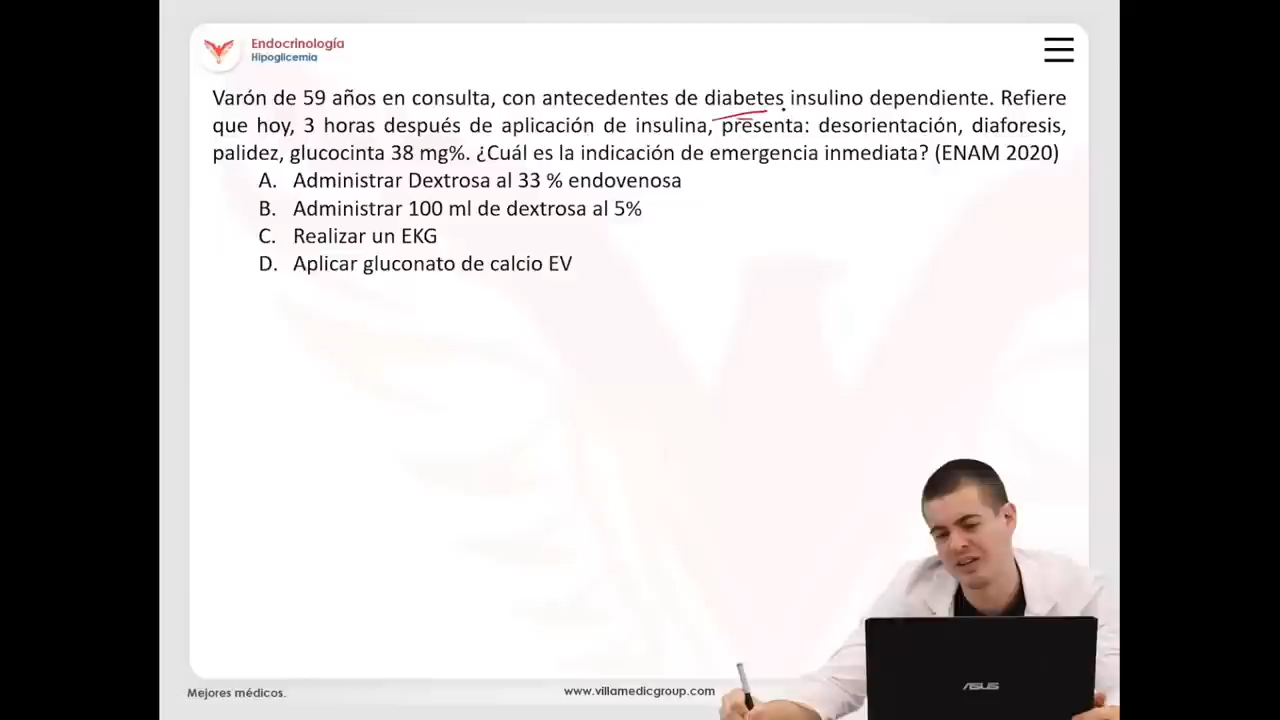 Endocrinología
Hipoglicemia
Varón de 59 años en consulta, con antecedentes de diabetes insulino dependiente. Refiere
que hoy, 3 horas después de aplicación de insulina, presenta: desorientación, diaforesis,
palidez, glucocinta 38 mg%. ¿Cuál es la indicación de emergencia inmediata? (ENAM 2020)
A. Administrar Dextrosa al 33 % endovenosa
B. Administrar 100 ml de dextrosa al 5%
C. Realizar un EKG
D. Aplicar gluconato de calcio EV
ASUS
Mejores médicos.
www.villamedicgroup.com